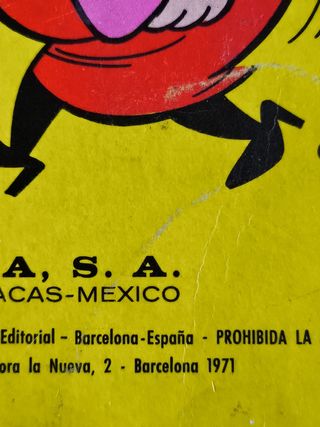 A, S. A.
ACAS-MEXICO
Editorial - Barcelona-España - PROHIBIDA LA
ora la Nueva, 2 - Barcelona 1971